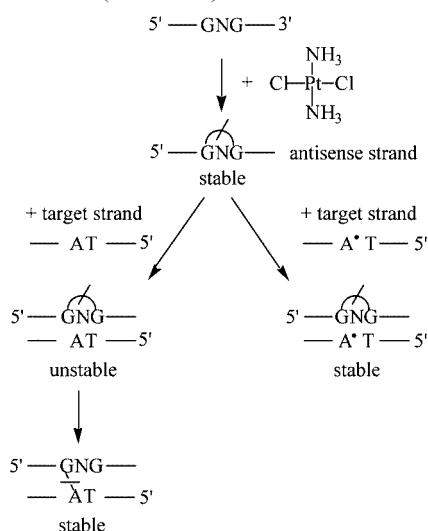 5' — GNG — 3'
NH3
+ Cl—Pt—Cl
NH3
5' — GNG — antisense strand
stable
+ target strand
— AT — 5'
+ target strand
— A• T — 5'
5' — GNG —
— AT — 5'
unstable
5' — GNG —
— A• T — 5'
stable
5' — GNG —
— AT — 5'
stable